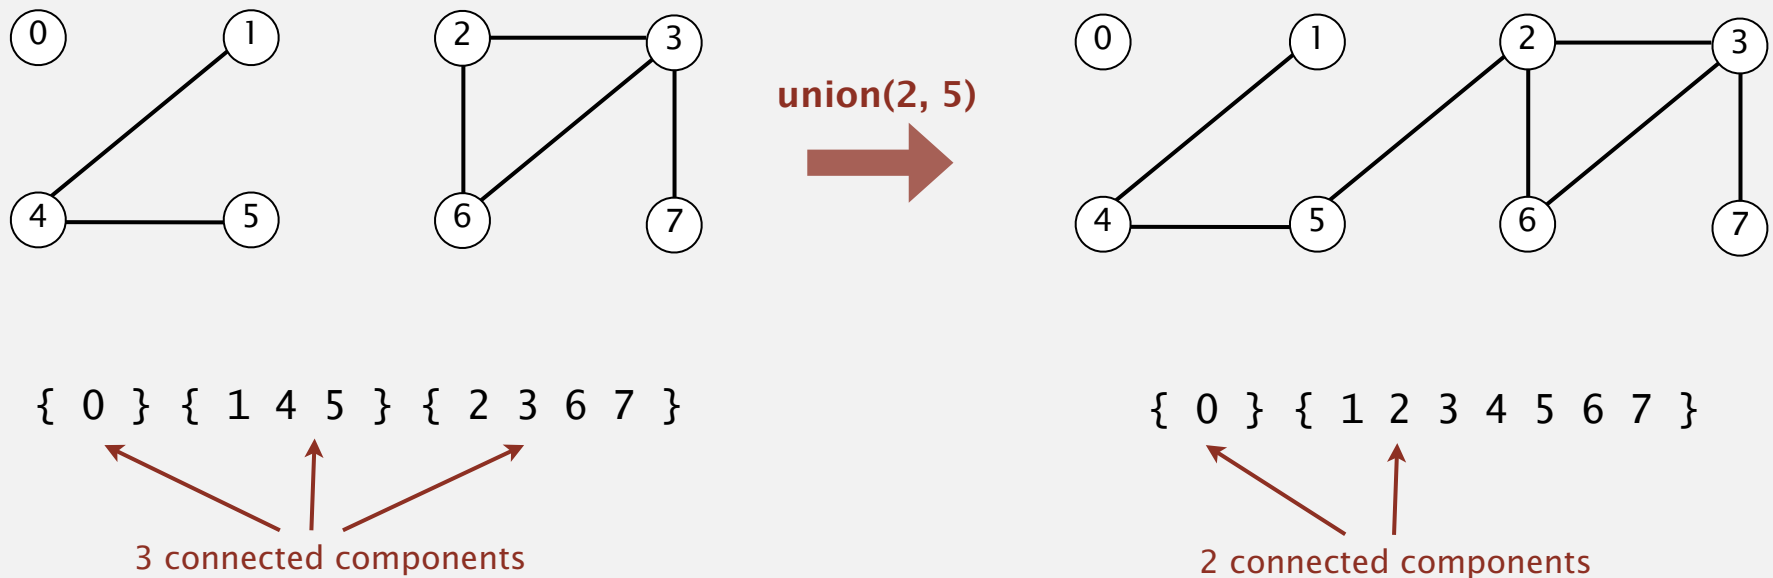 0 1 2 3
4 5 6 7
union(2, 5)
0 1 2 3
4 5 6 7
{ 0 } { 1 4 5 } { 2 3 6 7 }
3 connected components
{ 0 } { 1 2 3 4 5 6 7 }
2 connected components